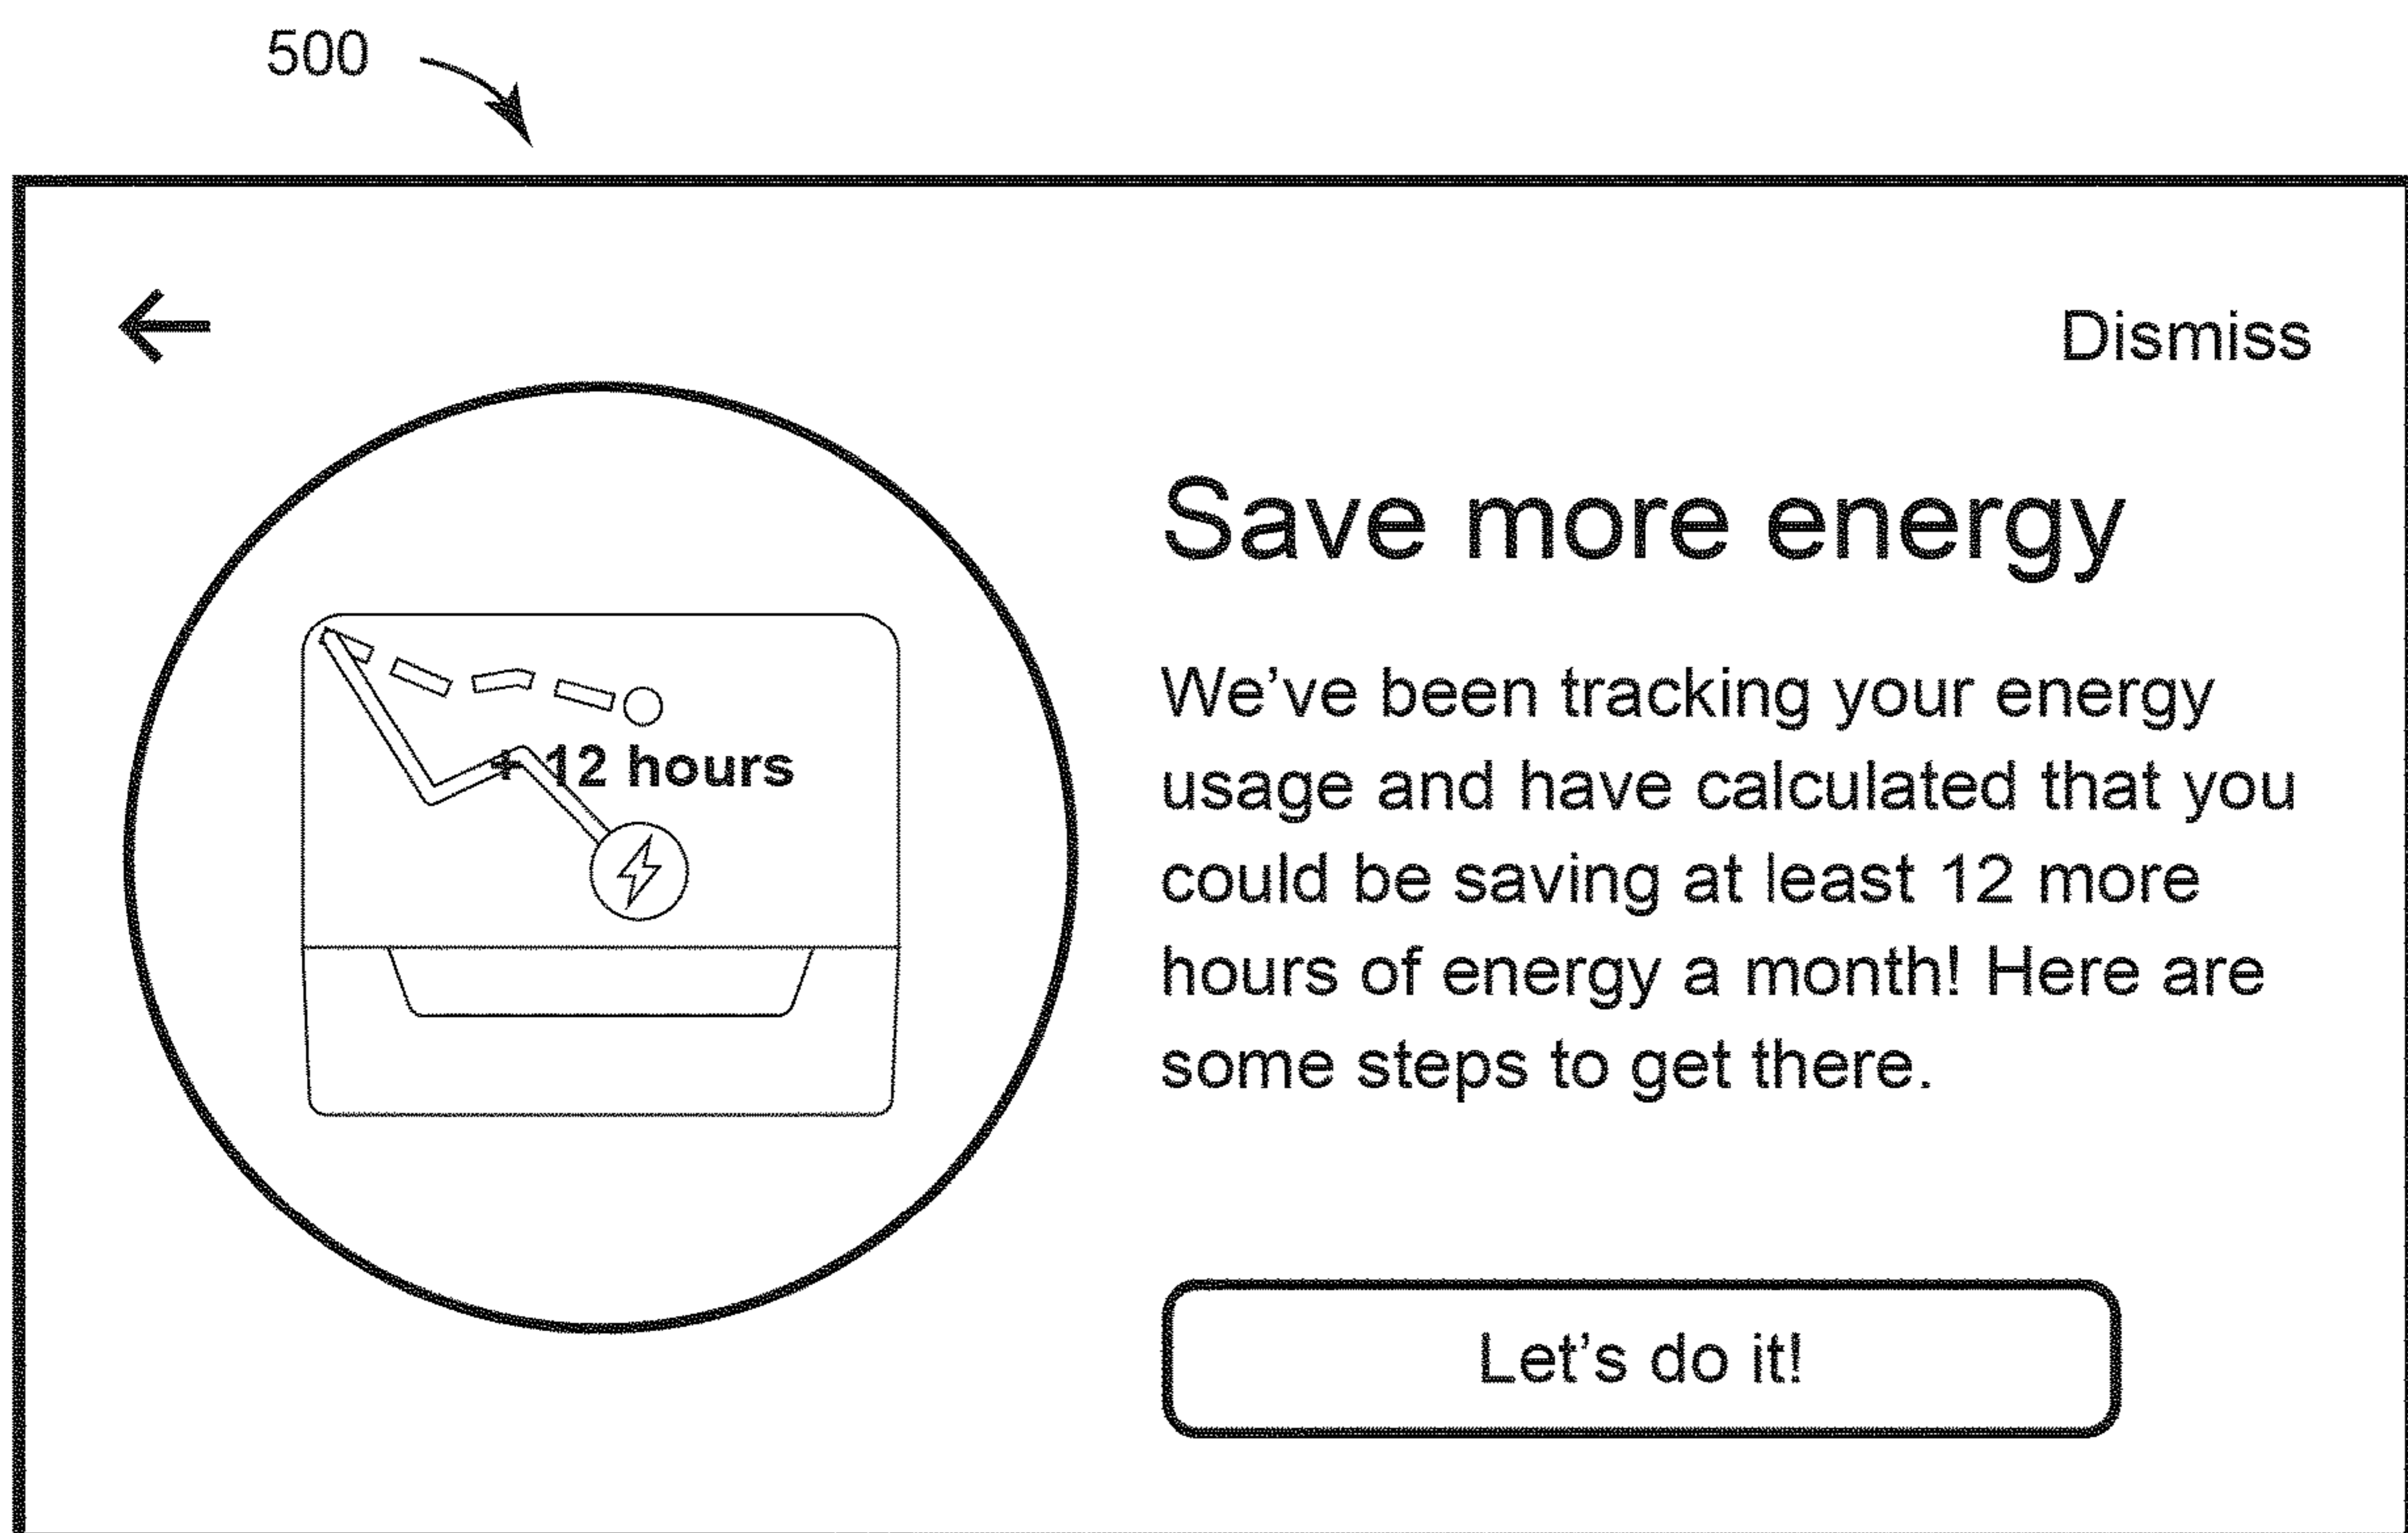 500
Dismiss
Save more energy
+ 12 hours
We've been tracking your energy
usage and have calculated that you
could be saving at least 12 more
hours of energy a month! Here are
some steps to get there.
Let's do it!